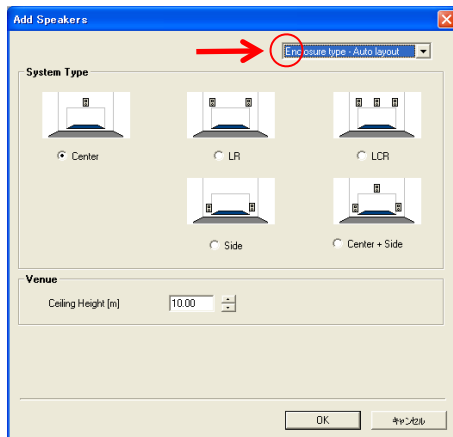 Add Speakers
Enclosure type - Auto layout
System Type
Center
LR
LCR
Side
Center + Side
Venue
Ceiling Height [m]
10.00
OK
キャンセル